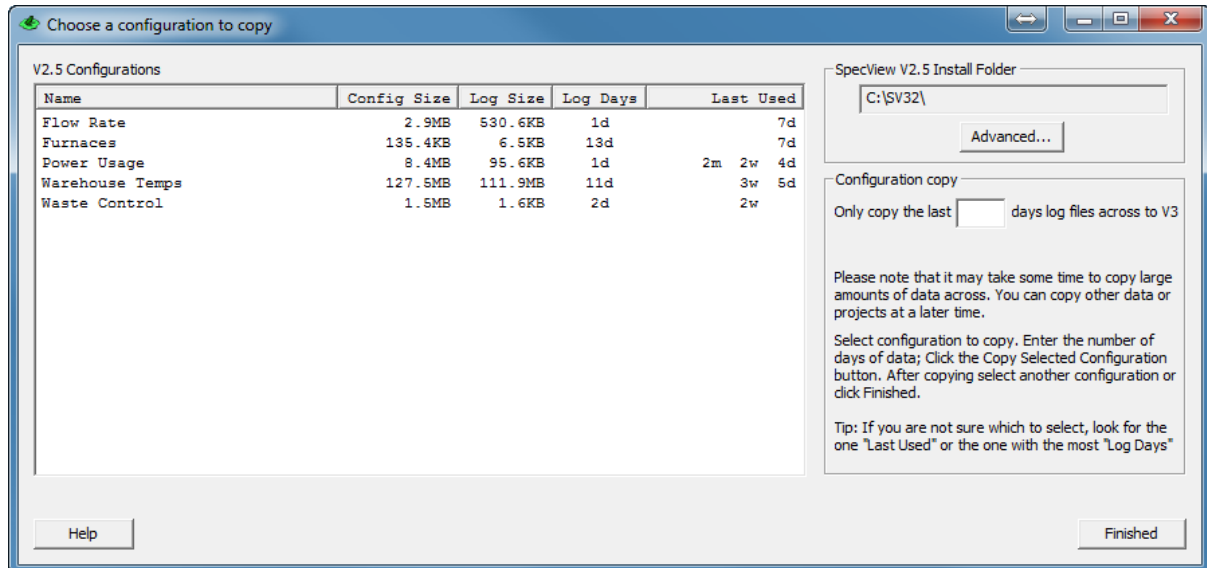 Choose a configuration to copy
V2.5 Configurations
Name Config Size Log Size Log Days Last Used
Flow Rate 2.9MB 530.6KB 1d 7d
Furnaces 135.4KB 6.5KB 13d 7d
Power Usage 8.4MB 95.6KB 1d 2m 2w 4d
Warehouse Temps 127.5MB 111.9MB 11d 3w 5d
Waste Control 1.5MB 1.6KB 2d 2w
SpecView V2.5 Install Folder
C:\SV32\
Advanced...
Configuration copy
Only copy the last days log files across to V3
Please note that it may take some time to copy large
amounts of data across. You can copy other data or
projects at a later time.
Select configuration to copy. Enter the number of
days of data; Click the Copy Selected Configuration
button. After copying select another configuration or
click Finished.
Tip: If you are not sure which to select, look for the
one "Last Used" or the one with the most "Log Days"
Help
Finished